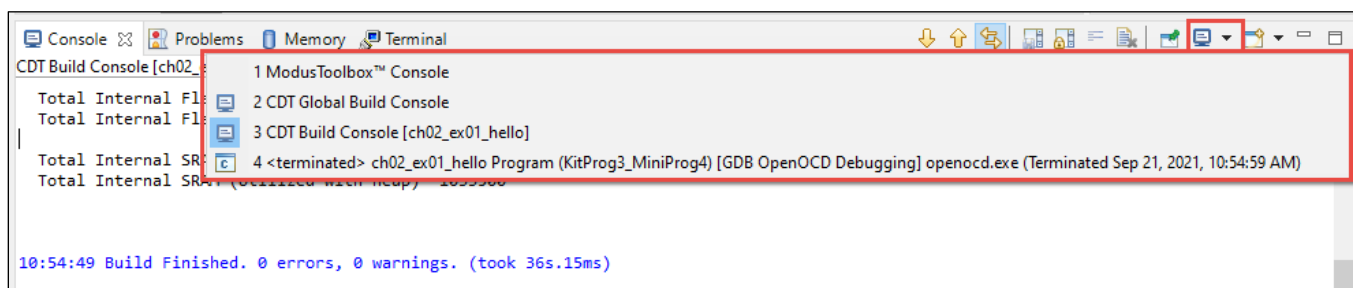 Console Problems Memory Terminal
CDT Build Console [ch02_
1 ModusToolbox™ Console
Total Internal Fl
2 CDT Global Build Console
Total Internal Fl
3 CDT Build Console [ch02_ex01_hello]
4 <terminated> ch02_ex01_hello Program (KitProg3_MiniProg4) [GDB OpenOCD Debugging] openocd.exe (Terminated Sep 21, 2021, 10:54:59 AM)
Total Internal SR
Total Internal SRAM (Utilized with heap)
10:54:49 Build Finished. 0 errors, 0 warnings. (took 36s.15ms)